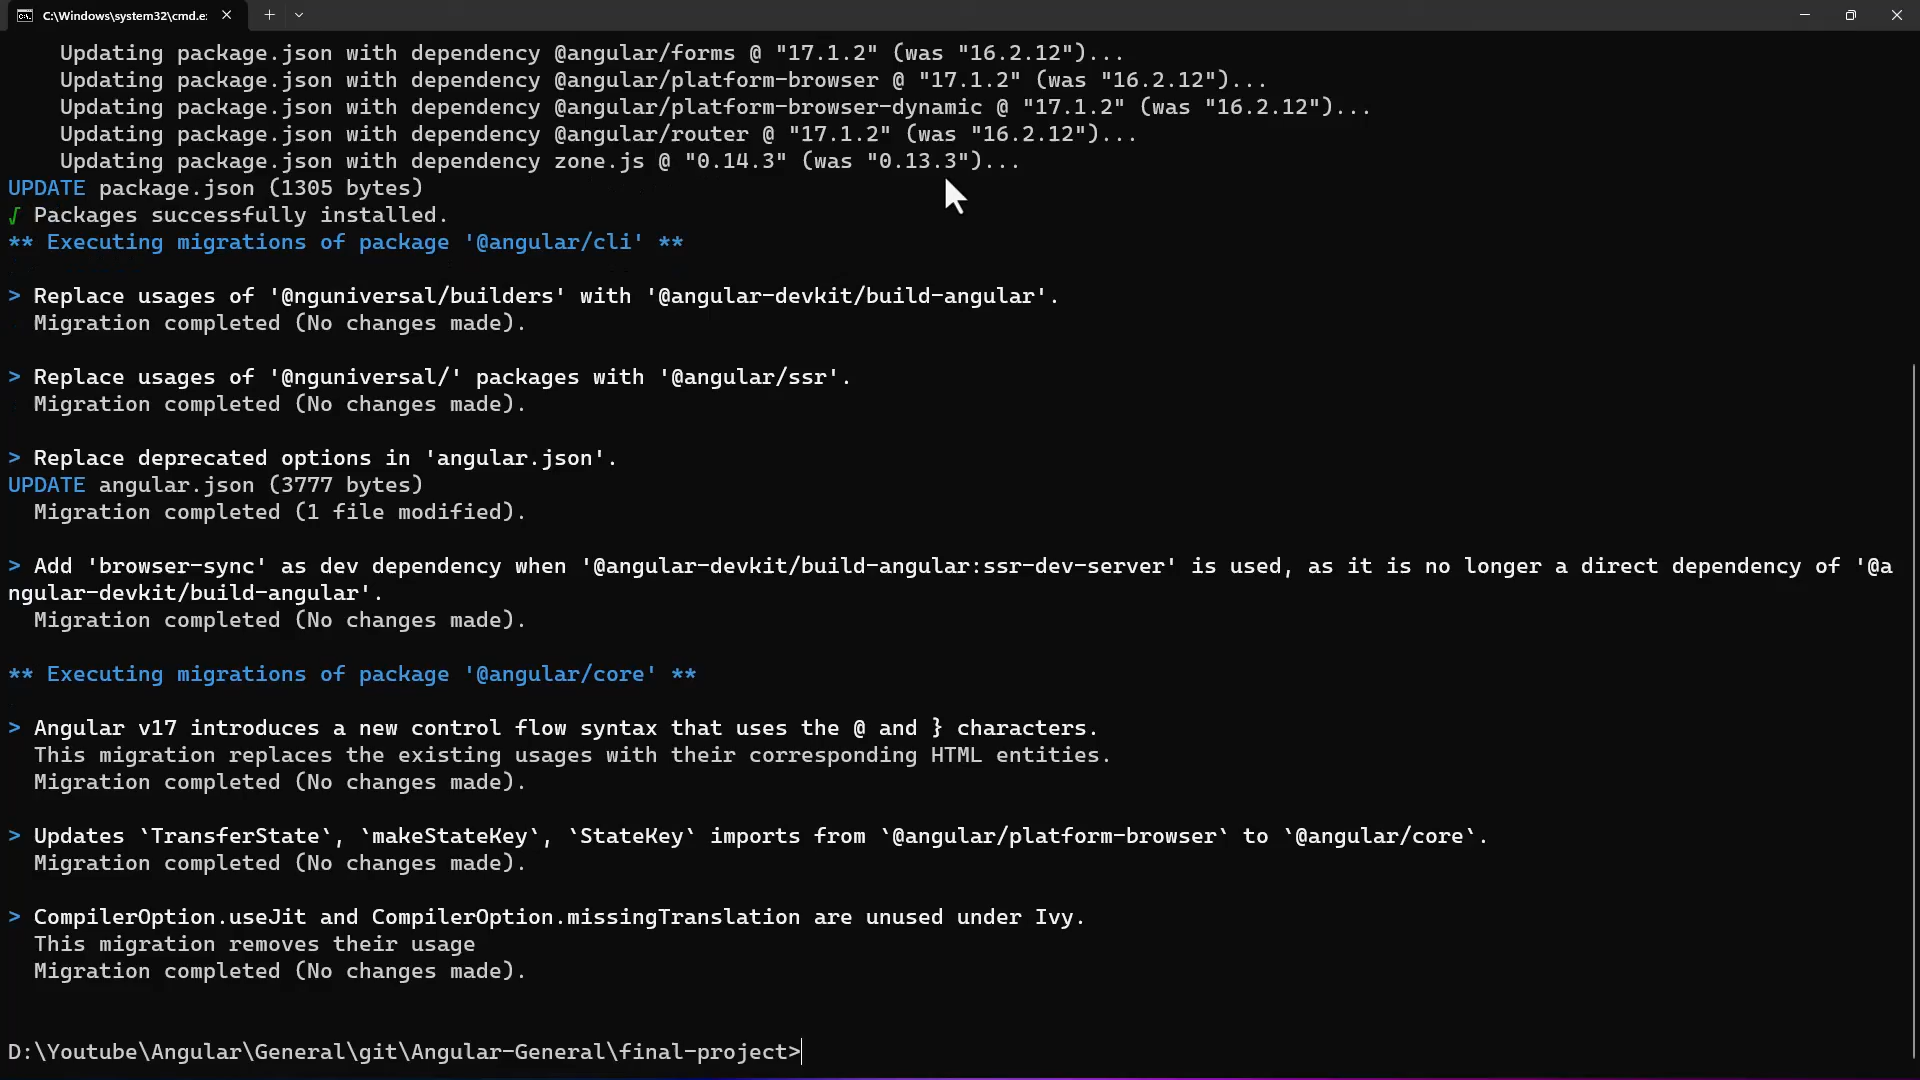 C:\Windows\system32\cmd.e:
Updating package.json with dependency @angular/forms @ "17.1.2" (was "16.2.12")...
Updating package.json with dependency @angular/platform-browser @ "17.1.2" (was "16.2.12")...
Updating package.json with dependency @angular/platform-browser-dynamic @ "17.1.2" (was "16.2.12")...
Updating package.json with dependency @angular/router @ "17.1.2" (was "16.2.12")...
Updating package.json with dependency zone.js @ "0.14.3" (was "0.13.3")...
UPDATE package.json (1305 bytes)
√ Packages successfully installed.
** Executing migrations of package '@angular/cli' **
> Replace usages of '@nguniversal/builders' with '@angular-devkit/build-angular'.
Migration completed (No changes made).
> Replace usages of '@nguniversal/' packages with '@angular/ssr'.
Migration completed (No changes made).
> Replace deprecated options in 'angular.json'.
UPDATE angular.json (3777 bytes)
Migration completed (1 file modified).
> Add 'browser-sync' as dev dependency when '@angular-devkit/build-angular:ssr-dev-server' is used, as it is no longer a direct dependency of '@a
ngular-devkit/build-angular'.
Migration completed (No changes made).
** Executing migrations of package '@angular/core' **
> Angular v17 introduces a new control flow syntax that uses the @ and } characters.
This migration replaces the existing usages with their corresponding HTML entities.
Migration completed (No changes made).
> Updates `TransferState`, `makeStateKey`, `StateKey` imports from `@angular/platform-browser` to `@angular/core`.
Migration completed (No changes made).
> CompilerOption.useJit and CompilerOption.missingTranslation are unused under Ivy.
This migration removes their usage
Migration completed (No changes made).
D:\Youtube\Angular\General\git\Angular-General\final-project>